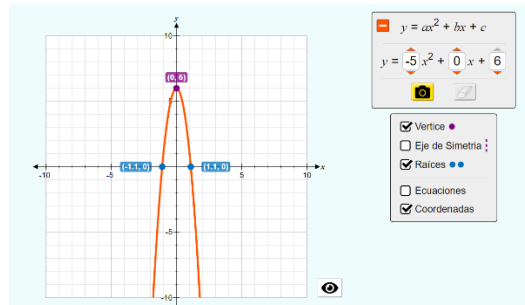 y
10
(0, 6)
5
(-1.1, 0)
(1.1, 0)
x
-10
-5
5
10
-5
-10
y = ax² + bx + c
y = -5 x² + 0 x + 6
Vertice
Eje de Simetria
Raíces
Ecuaciones
Coordenadas